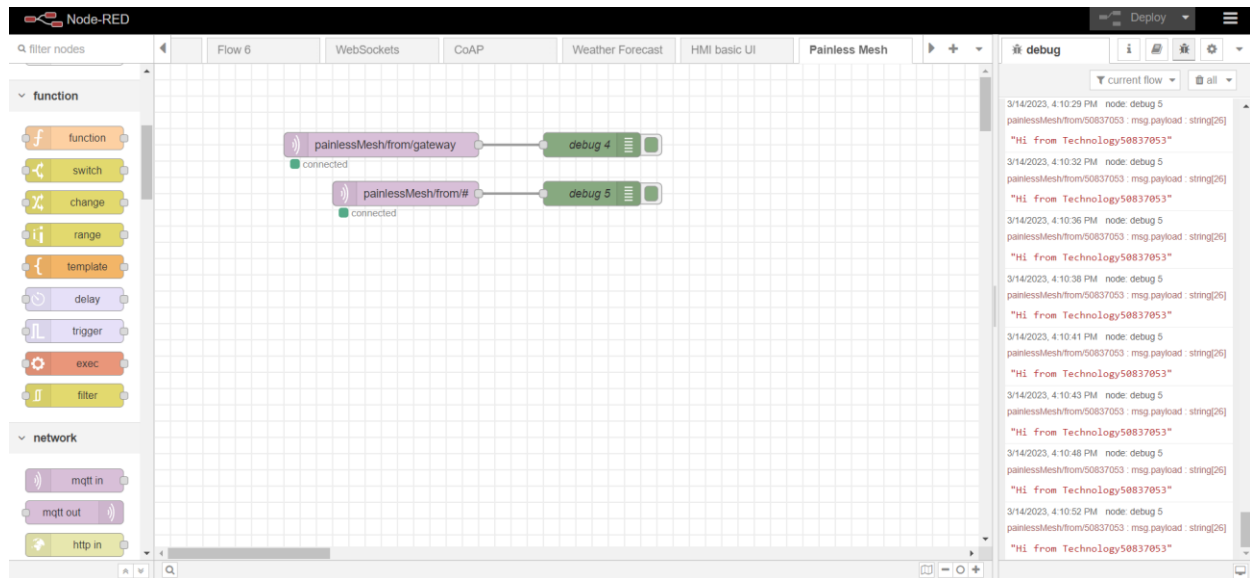 Node-RED
Deploy
filter nodes
Flow 6
WebSockets
CoAP
Weather Forecast
HMI basic UI
Painless Mesh
debug
i
current flow
all
function
function
switch
change
range
template
delay
trigger
exec
filter
network
mqtt in
mqtt out
http in
painlessMesh/from/gateway
debug 4
connected
painlessMesh/from/#
debug 5
connected
3/14/2023, 4:10:29 PM node: debug 5
painlessMesh/from/50837053 : msg.payload : string[26]
"Hi from Technology50837053"
3/14/2023, 4:10:32 PM node: debug 5
painlessMesh/from/50837053 : msg.payload : string[26]
"Hi from Technology50837053"
3/14/2023, 4:10:36 PM node: debug 5
painlessMesh/from/50837053 : msg.payload : string[26]
"Hi from Technology50837053"
3/14/2023, 4:10:38 PM node: debug 5
painlessMesh/from/50837053 : msg.payload : string[26]
"Hi from Technology50837053"
3/14/2023, 4:10:41 PM node: debug 5
painlessMesh/from/50837053 : msg.payload : string[26]
"Hi from Technology50837053"
3/14/2023, 4:10:43 PM node: debug 5
painlessMesh/from/50837053 : msg.payload : string[26]
"Hi from Technology50837053"
3/14/2023, 4:10:48 PM node: debug 5
painlessMesh/from/50837053 : msg.payload : string[26]
"Hi from Technology50837053"
3/14/2023, 4:10:52 PM node: debug 5
painlessMesh/from/50837053 : msg.payload : string[26]
"Hi from Technology50837053"